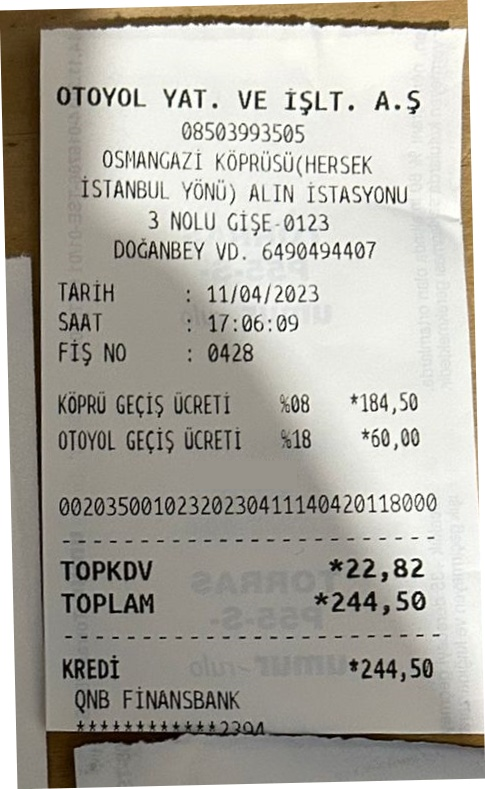 OTOYOL YAT. VE İŞLT. A.Ş
08503993505
OSMANGAZİ KÖPRÜSÜ(HERSEK
İSTANBUL YÖNÜ) ALIN İSTASYONU
3 NOLU GİŞE-0123
DOĞANBEY VD. 6490494407
TARİH : 11/04/2023
SAAT : 17:06:09
FİŞ NO : 0428
KÖPRÜ GEÇİŞ ÜCRETİ %08 *184,50
OTOYOL GEÇİŞ ÜCRETİ %18 *60,00
00203500102320230411140420118000
TOPKDV *22,82
TOPLAM *244,50
KREDİ *244,50
QNB FİNANSBANK
************2394